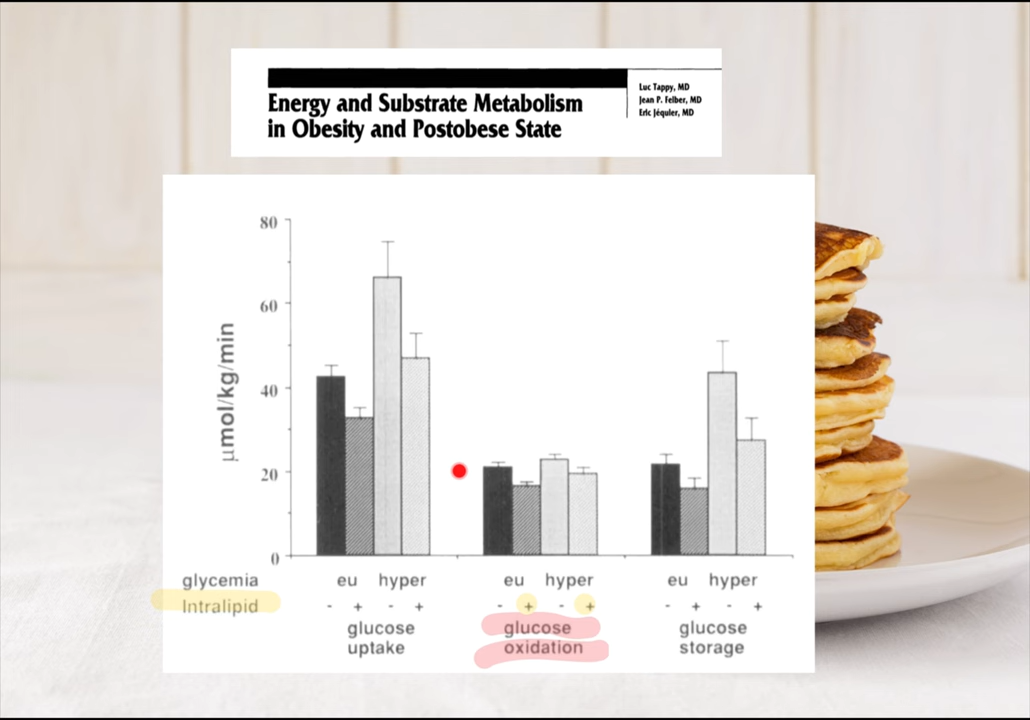 Energy and Substrate Metabolism
in Obesity and Postobese State
Luc Tappy, MD
Jean P. Felber, MD
Eric Jéquier, MD
80
60
40
20
0
μmol/kg/min
glycemia eu hyper eu hyper eu hyper
Intralipid - + - + - + - + - + - +
glucose glucose glucose
uptake oxidation storage